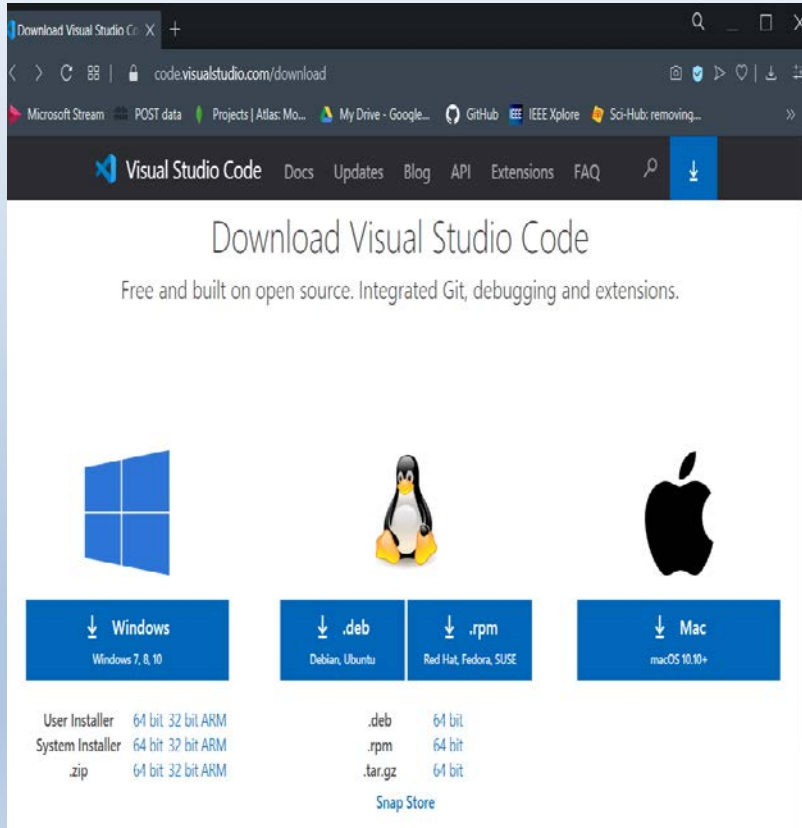 Download Visual Studio Co
code.visualstudio.com/download
Microsoft Stream POST data Projects | Atlas: Mo... My Drive - Google... GitHub IEEE IEEE Xplore Sci-Hub: removing...
Visual Studio Code Docs Updates Blog API Extensions FAQ
Download Visual Studio Code
Free and built on open source. Integrated Git, debugging and extensions.
Windows .deb .rpm Mac
Windows 7, 8, 10 Debian, Ubuntu Red Hat, Fedora, SUSE macOS 10.10+
User Installer 64 bit 32 bit ARM .deb 64 bit
System Installer 64 bit 32 bit ARM .rpm 64 bit
.zip 64 bit 32 bit ARM .tar.gz 64 bit
Snap Store